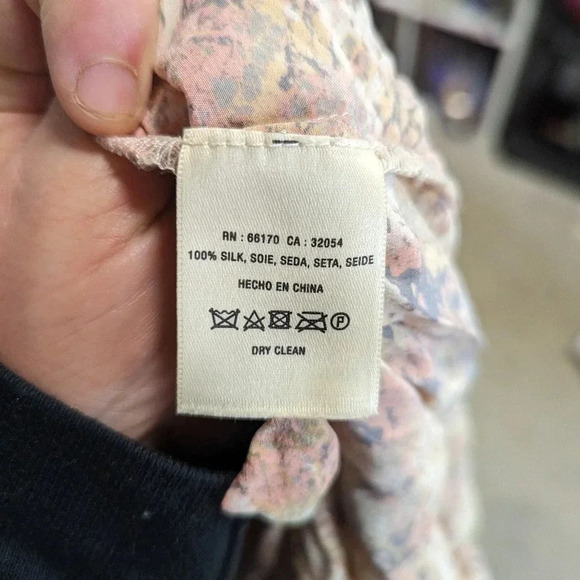 RN : 66170 CA : 32054
100% SILK, SOIE, SEDA, SETA, SEIDE
HECHO EN CHINA
P
DRY CLEAN